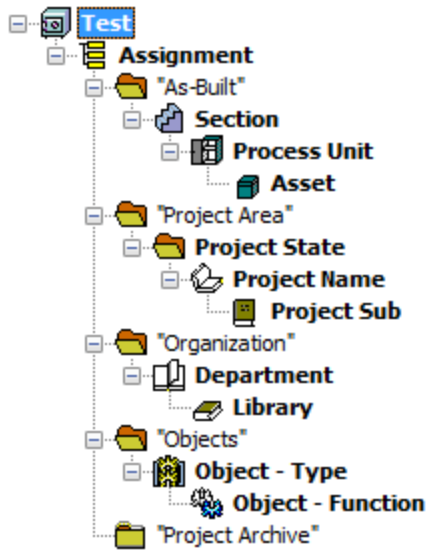 Test
Assignment
"As-Built"
Section
Process Unit
Asset
"Project Area"
Project State
Project Name
Project Sub
"Organization"
Department
Library
"Objects"
Object - Type
Object - Function
"Project Archive"